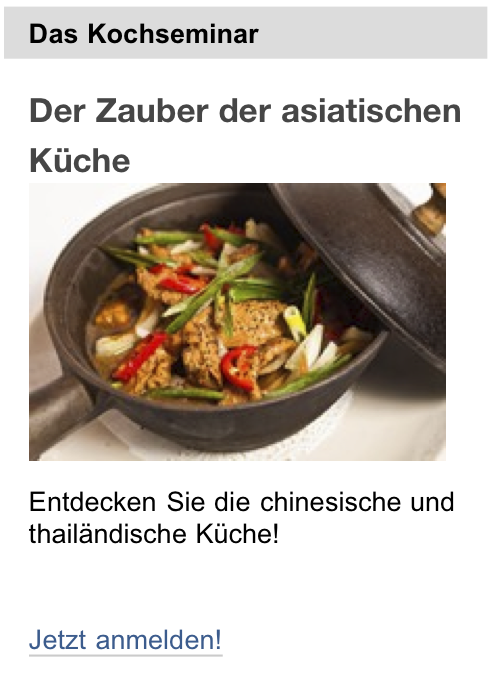 Das Kochseminar
Der Zauber der asiatischen
Küche
Entdecken Sie die chinesische und
thailändische Küche!
Jetzt anmelden!